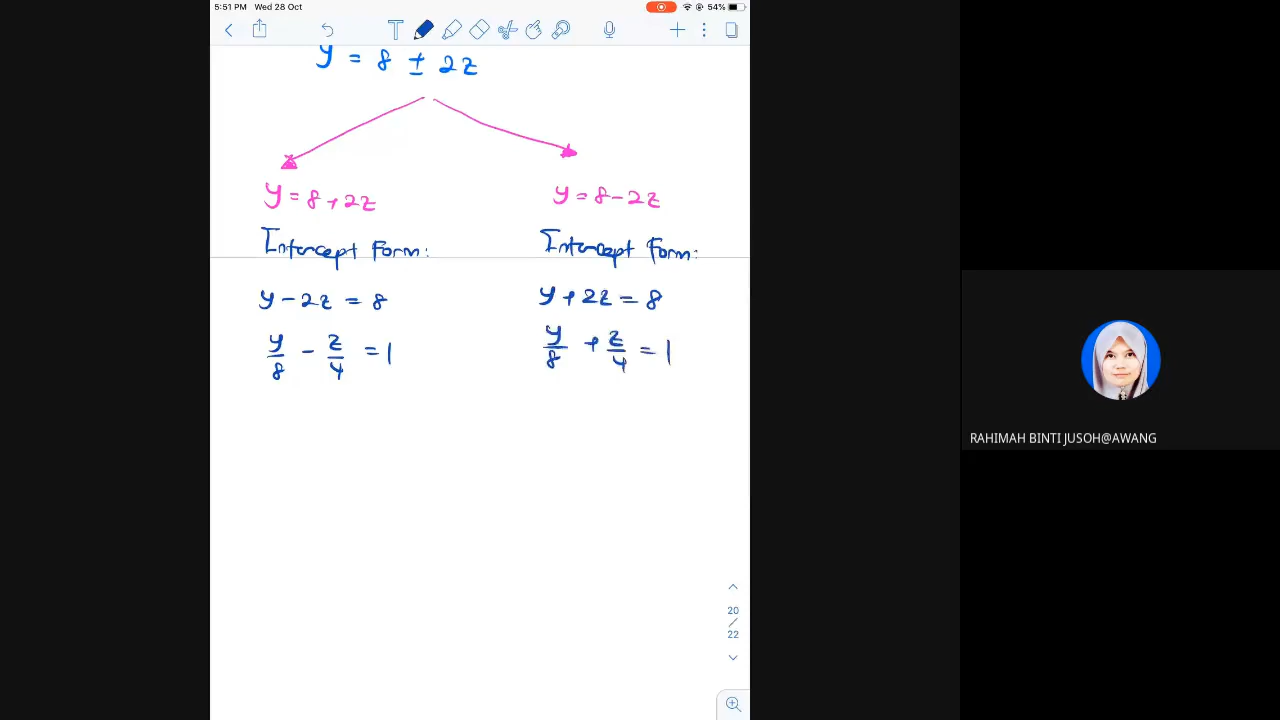 5:51 PM Wed 28 Oct 54%
T
y = 8 ± 2z
y = 8 + 2z
y = 8 - 2z
Intercept Form:
Intercept Form:
y - 2z = 8
y + 2z = 8
y/8 - z/4 = 1
y/8 + z/4 = 1
RAHIMAH BINTI JUSOH@AWANG
20
/
22